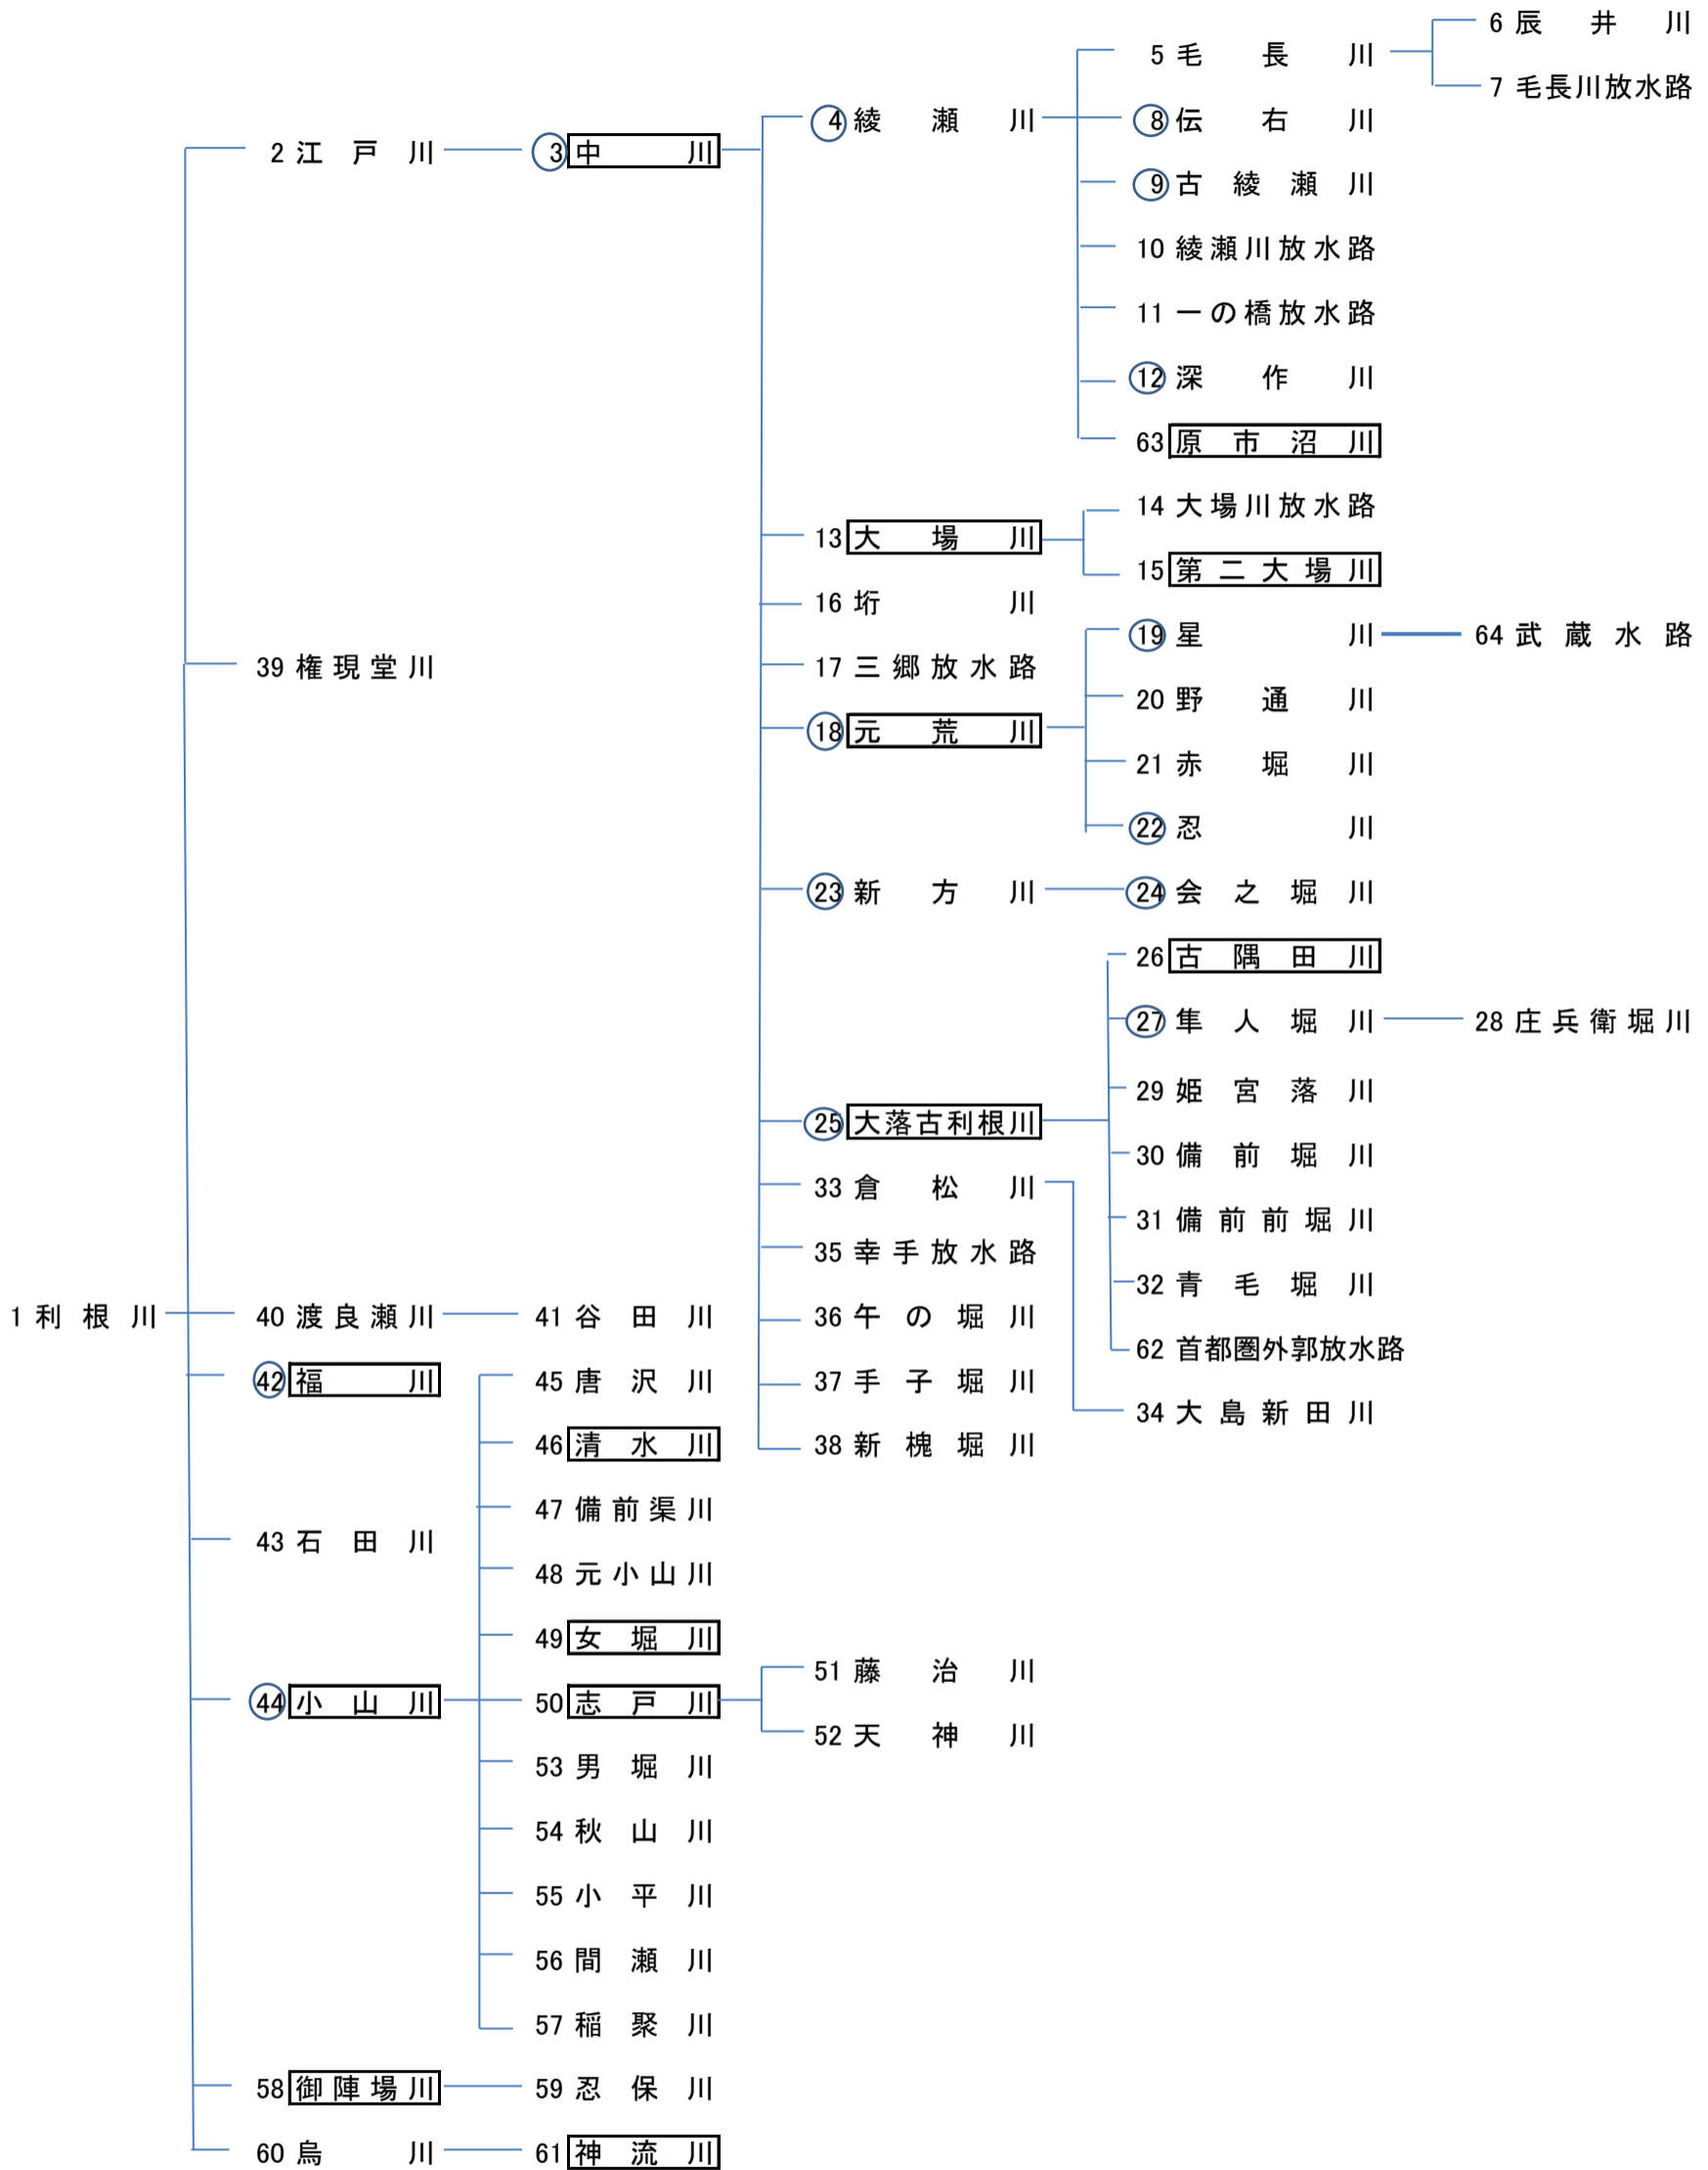 6 辰井川
5 毛長川
7 毛長川放水路
4 綾瀬川
8 伝右川
2 江戸川
3 中川
9 古綾瀬川
10 綾瀬川放水路
11 一の橋放水路
12 深作川
63 原市沼川
14 大場川放水路
13 大場川
15 第二大場川
16 垳川
19 星川
64 武蔵水路
39 権現堂川
17 三郷放水路
20 野通川
18 元荒川
21 赤堀川
22 忍川
23 新方川
24 会之堀川
26 古隅田川
27 隼人堀川
28 庄兵衛堀川
29 姫宮落川
25 大落古利根川
30 備前堀川
33 倉松川
31 備前前堀川
35 幸手放水路
32 青毛堀川
1 利根川
40 渡良瀬川
41 谷田川
36 午の堀川
62 首都圏外郭放水路
42 福川
45 唐沢川
37 手子堀川
34 大島新田川
46 清水川
38 新槐堀川
47 備前渠川
43 石田川
48 元小山川
49 女堀川
51 藤治川
44 小山川
50 志戸川
52 天神川
53 男堀川
54 秋山川
55 小平川
56 間瀬川
57 稲聚川
58 御陣場川
59 忍保川
60 烏川
61 神流川